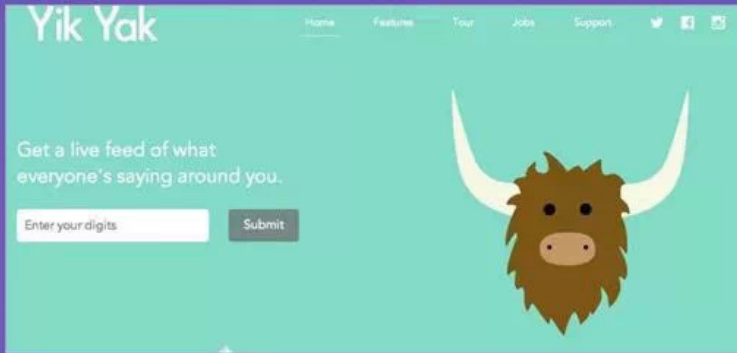 Yik Yak
Home Features Tour Jobs Support
Get a live feed of what
everyone's saying around you.
Enter your digits Submit